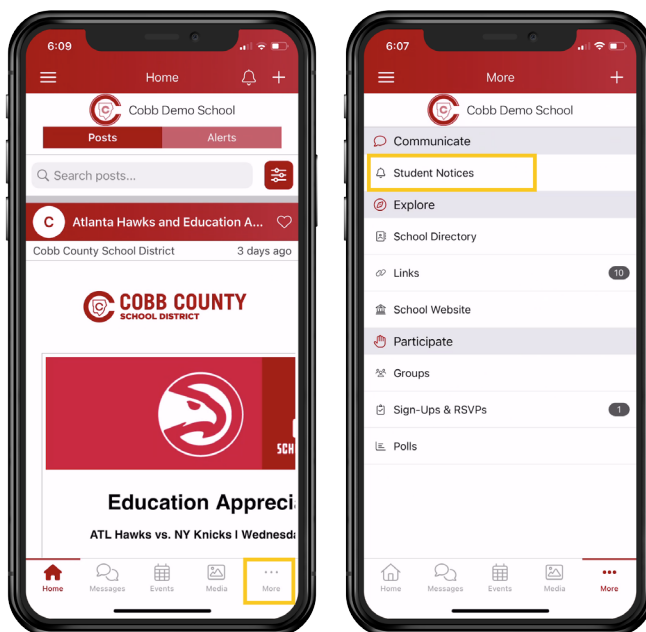 6:09
Home
C Cobb Demo School
Posts Alerts
Search posts...
C Atlanta Hawks and Education A...
Cobb County School District 3 days ago
C COBB COUNTY
SCHOOL DISTRICT
SCH
Education Appreci
ATL Hawks vs. NY Knicks | Wednesda
Home Messages Events Media More
6:07
More
C Cobb Demo School
Communicate
Student Notices
Explore
School Directory
Links 10
School Website
Participate
Groups
Sign-Ups & RSVPs 1
Polls
Home Messages Events Media More